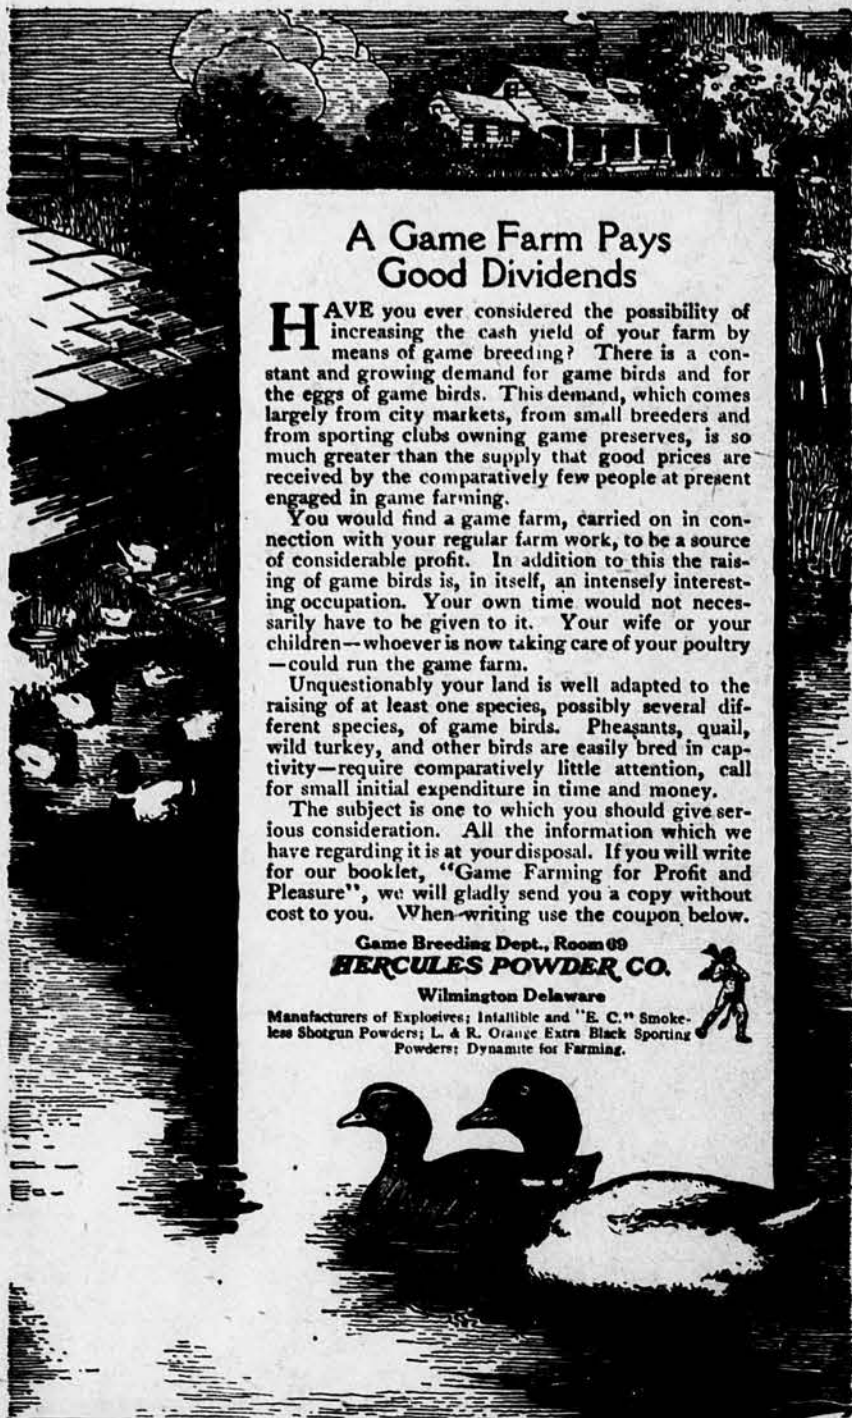 A Game Farm Pays
Good Dividends
HAVE you ever considered the possibility of
increasing the cash yield of your farm by
means of game breeding? There is a con-
stant and growing demand for game birds and for
the eggs of game birds. This demand, which comes
largely from city markets, from small breeders and
from sporting clubs owning game preserves, is so
much greater than the supply that good prices are
received by the comparatively few people at present
engaged in game farming.
You would find a game farm, carried on in con-
nection with your regular farm work, to be a source
of considerable profit. In addition to this the rais-
ing of game birds is, in itself, an intensely interest-
ing occupation. Your own time would not neces-
sarily have to be given to it. Your wife or your
children—whoever is now taking care of your poultry
—could run the game farm.
Unquestionably your land is well adapted to the
raising of at least one species, possibly several dif-
ferent species, of game birds. Pheasants, quail,
wild turkey, and other birds are easily bred in cap-
tivity—require comparatively little attention, call
for small initial expenditure in time and money.
The subject is one to which you should give ser-
ious consideration. All the information which we
have regarding it is at your disposal. If you will write
for our booklet, "Game Farming for Profit and
Pleasure", we will gladly send you a copy without
cost to you. When writing use the coupon below.
Game Breeding Dept., Room 69
HERCULES POWDER CO.
Wilmington Delaware
Manufacturers of Explosives; Infallible and "E. C." Smoke-
less Shotgun Powders; L. & R. Orange Extra Black Sporting
Powders; Dynamite for Farming.